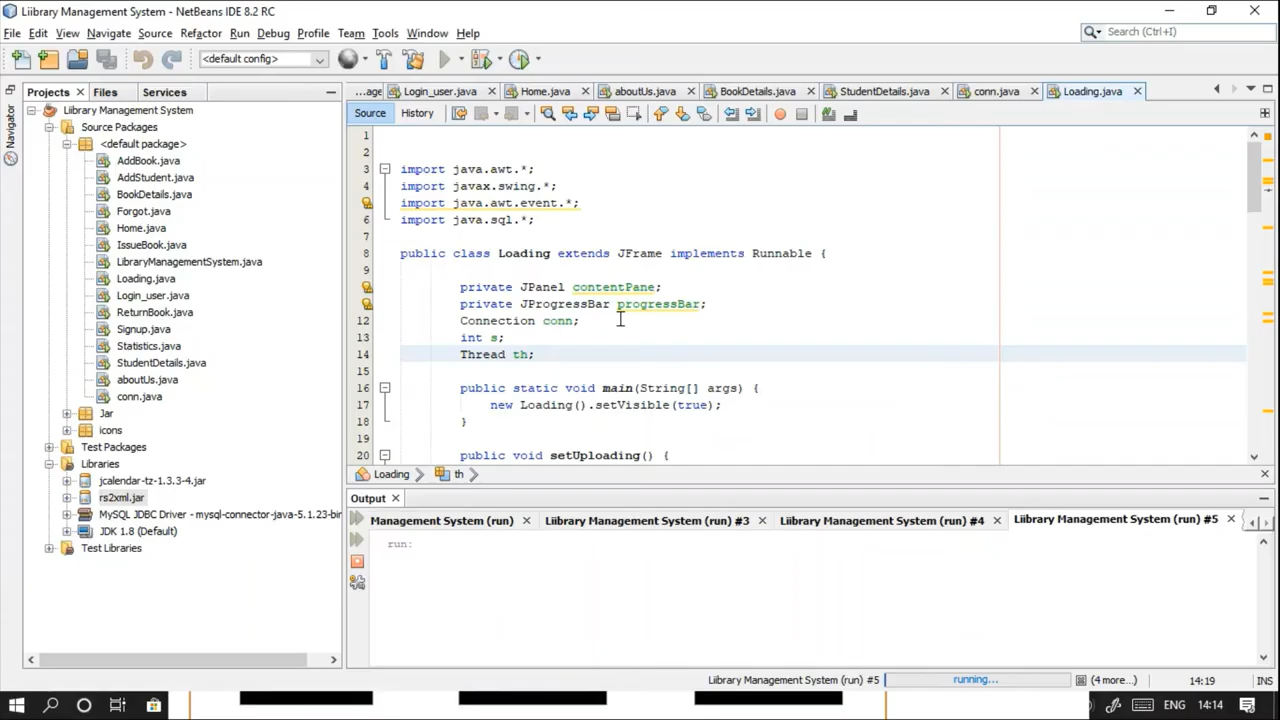 Liibrary Management System - NetBeans IDE 8.2 RC
File Edit View Navigate Source Refactor Run Debug Profile Team Tools Window Help
Search (Ctrl+I)
<default config>
Projects Files Services
Navigator
Liibrary Management System
Source Packages
<default package>
AddBook.java
AddStudent.java
BookDetails.java
Forgot.java
Home.java
IssueBook.java
LibraryManagementSystem.java
Loading.java
Login_user.java
ReturnBook.java
Signup.java
Statistics.java
StudentDetails.java
aboutUs.java
conn.java
Jar
icons
Test Packages
Libraries
jcalendar-tz-1.3.3-4.jar
rs2xml.jar
MySQL JDBC Driver - mysql-connector-java-5.1.23-bin
JDK 1.8 (Default)
Test Libraries
...age Login_user.java Home.java aboutUs.java BookDetails.java StudentDetails.java conn.java Loading.java
Source History
1
2
3 import java.awt.*;
4 import javax.swing.*;
import java.awt.event.*;
6 import java.sql.*;
7
8 public class Loading extends JFrame implements Runnable {
9
private JPanel contentPane;
private JProgressBar progressBar;
12 Connection conn;
13 int s;
14 Thread th;
15
16 public static void main(String[] args) {
17 new Loading().setVisible(true);
18 }
19
20 public void setUploading() {
Loading th
Output
Management System (run) Liibrary Management System (run) #3 Liibrary Management System (run) #4 Liibrary Management System (run) #5
run:
Liibrary Management System (run) #5 running... (4 more...) 14:19 INS
ENG 14:14